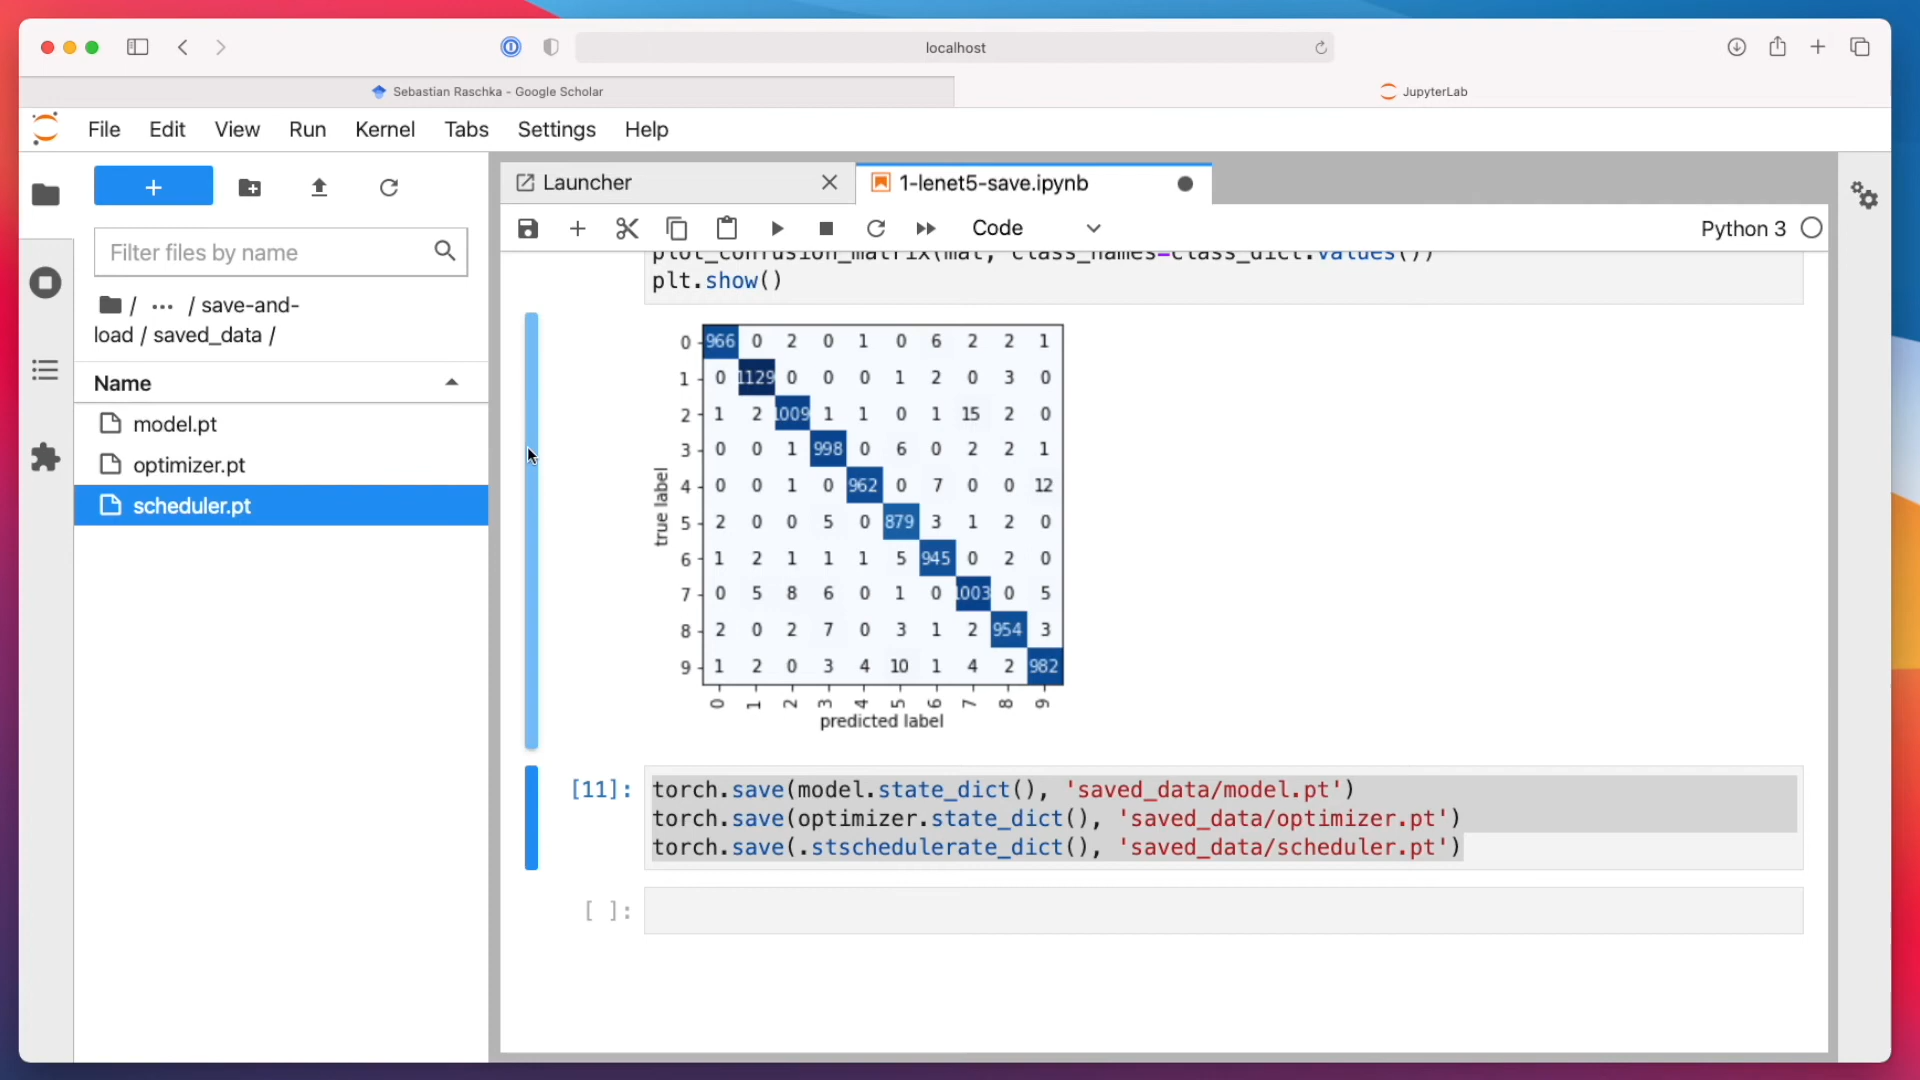 localhost
Sebastian Raschka - Google Scholar
JupyterLab
File Edit View Run Kernel Tabs Settings Help
Launcher
1-lenet5-save.ipynb
Code
Python 3
Filter files by name
/ ... / save-and-
load / saved_data /
Name
model.pt
optimizer.pt
scheduler.pt
plot_confusion_matrix(mat, class_names=class_dict.values())
plt.show()
0 966 0 2 0 1 0 6 2 2 1
1 0 1129 0 0 0 1 2 0 3 0
2 1 2 1009 1 1 0 1 15 2 0
3 0 0 1 998 0 6 0 2 2 1
4 0 0 1 0 962 0 7 0 0 12
5 2 0 0 5 0 879 3 1 2 0
6 1 2 1 1 1 5 945 0 2 0
7 0 5 8 6 0 1 0 1003 0 5
8 2 0 2 7 0 3 1 2 954 3
9 1 2 0 3 4 10 1 4 2 982
true label
0 1 2 3 4 5 6 7 8 9
predicted label
[11]:
torch.save(model.state_dict(), 'saved_data/model.pt')
torch.save(optimizer.state_dict(), 'saved_data/optimizer.pt')
torch.save(.stschedulerate_dict(), 'saved_data/scheduler.pt')
[ ]: